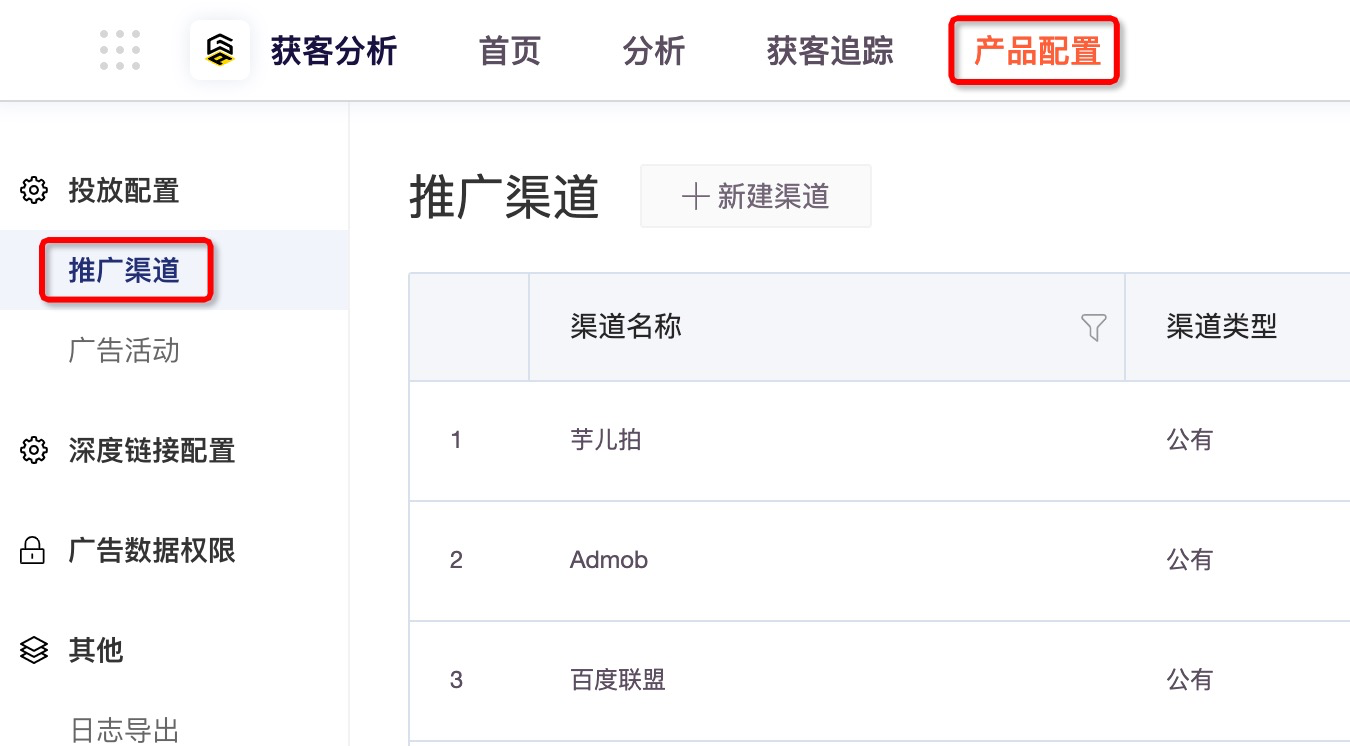 获客分析 首页 分析 获客追踪 产品配置
投放配置
推广渠道
广告活动
深度链接配置
广告数据权限
其他
日志导出
推广渠道 新建渠道
渠道名称 渠道类型
1 芋儿拍 公有
2 Admob 公有
3 百度联盟 公有